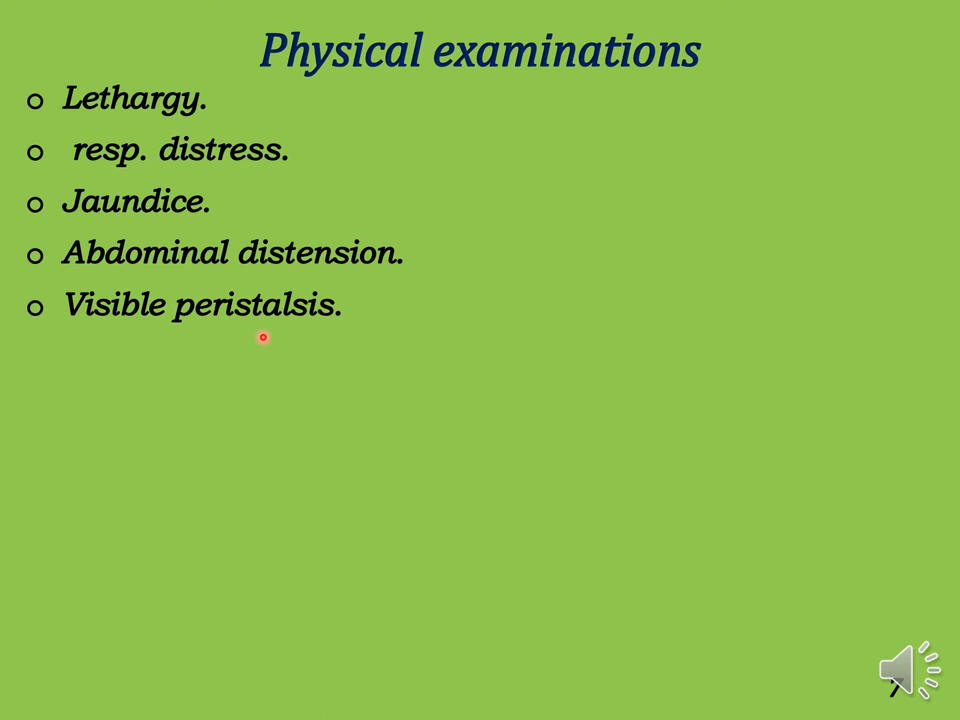 Physical examinations
o Lethargy.
o resp. distress.
o Jaundice.
o Abdominal distension.
o Visible peristalsis.
7